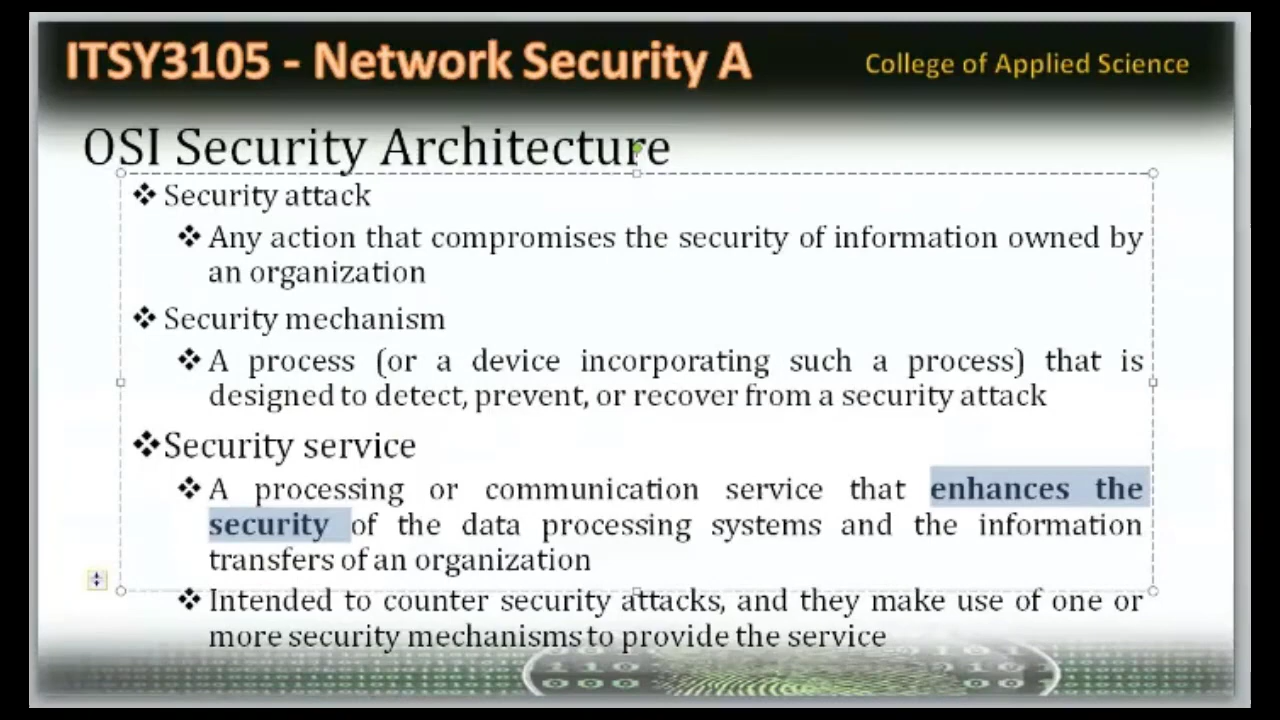 ITSY3105 - Network Security A
College of Applied Science
OSI Security Architecture
Security attack
Any action that compromises the security of information owned by
an organization
Security mechanism
A process (or a device incorporating such a process) that is
designed to detect, prevent, or recover from a security attack
Security service
A processing or communication service that enhances the
security of the data processing systems and the information
transfers of an organization
Intended to counter security attacks, and they make use of one or
more security mechanisms to provide the service